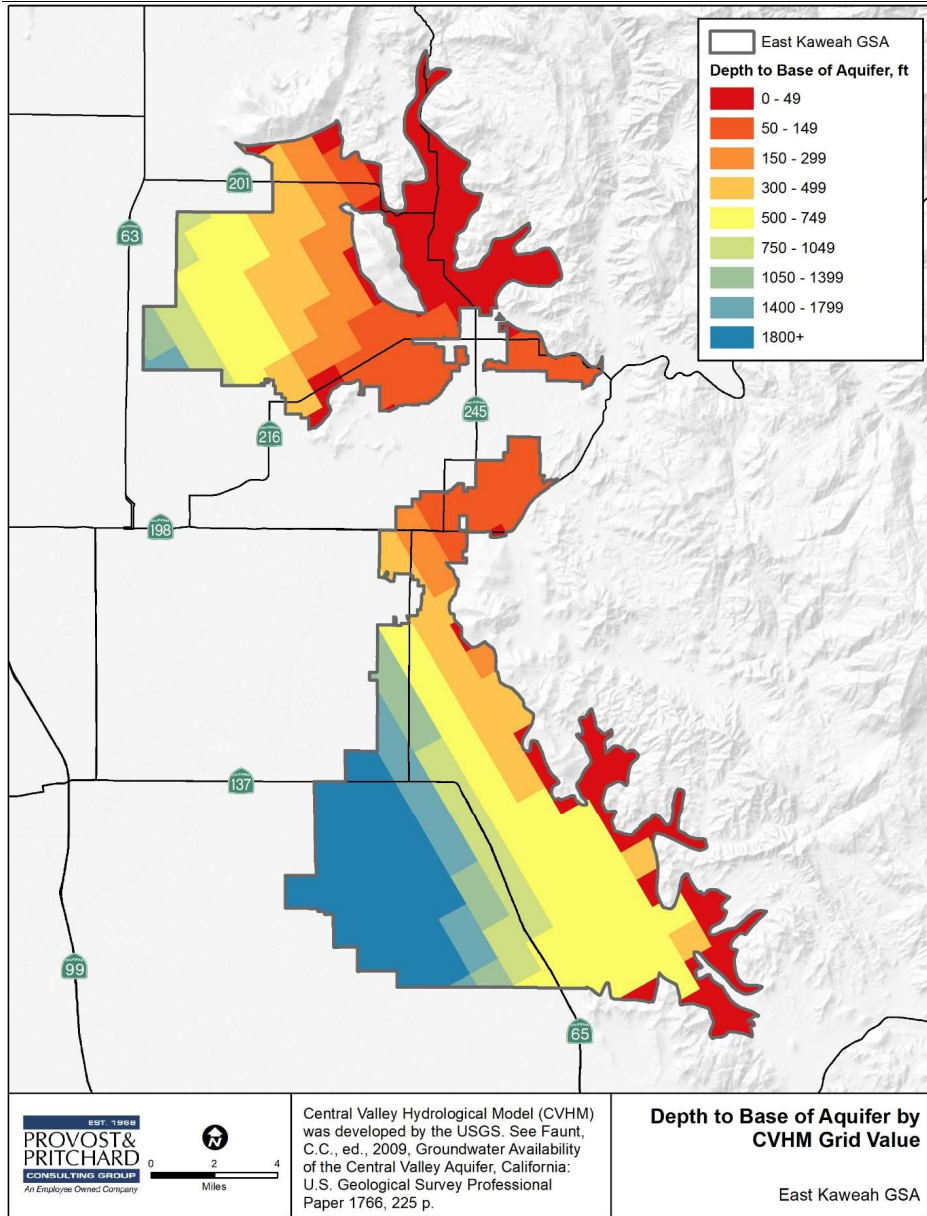 East Kaweah GSA
Depth to Base of Aquifer, ft
0 - 49
50 - 149
150 - 299
300 - 499
500 - 749
750 - 1049
1050 - 1399
1400 - 1799
1800+
201
63
245
216
198
137
99
65
EST. 1968
PROVOST&
PRITCHARD
CONSULTING GROUP
An Employee Owned Company
N
0 2 4
Miles
Central Valley Hydrological Model (CVHM)
was developed by the USGS. See Faunt,
C.C., ed., 2009, Groundwater Availability
of the Central Valley Aquifer, California:
U.S. Geological Survey Professional
Paper 1766, 225 p.
Depth to Base of Aquifer by
CVHM Grid Value
East Kaweah GSA